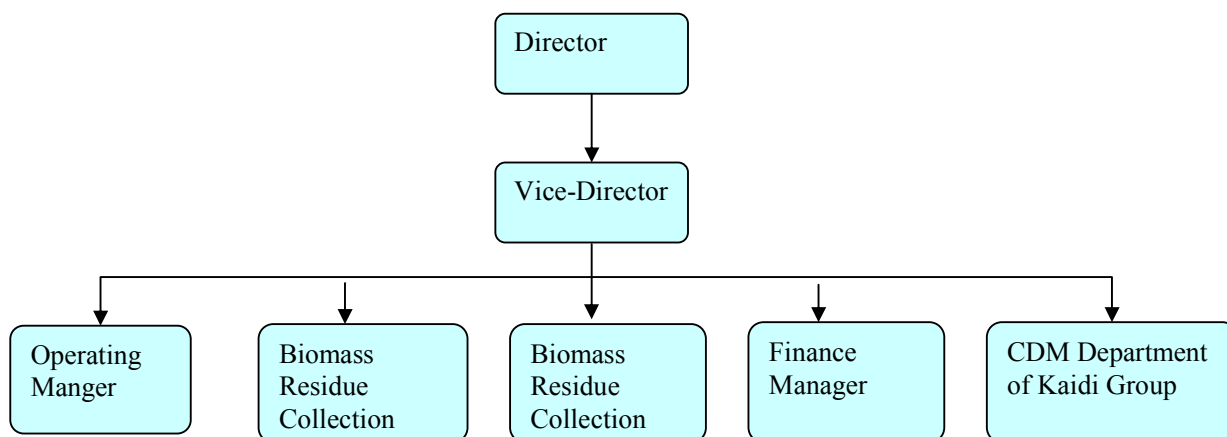 Director
Vice-Director
Operating
Manger
Biomass
Residue
Collection
Biomass
Residue
Collection
Finance
Manager
CDM Department
of Kaidi Group